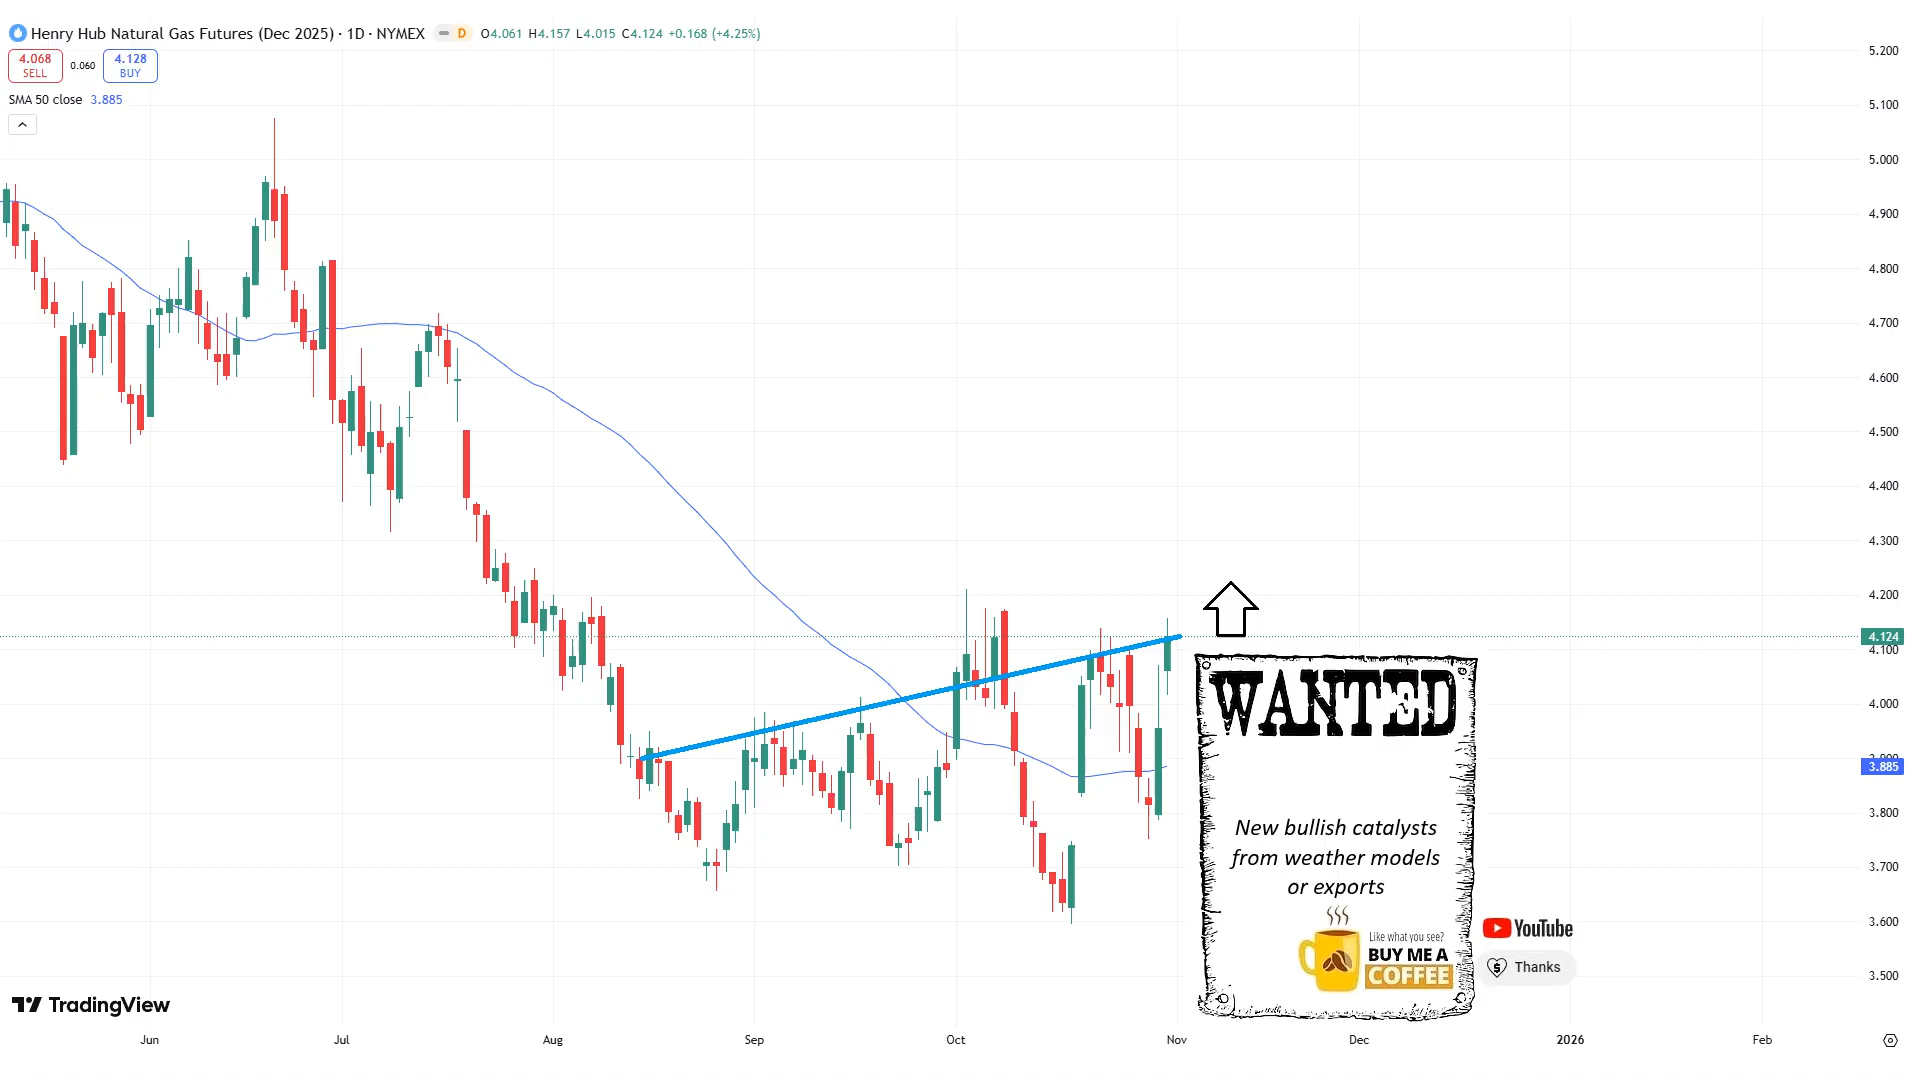 Henry Hub Natural Gas Futures (Dec 2025) · 1D · NYMEX D O4.061 H4.157 L4.015 C4.124 +0.168 (+4.25%)
4.068 SELL 0.060 4.128 BUY
SMA 50 close 3.885
5.200
5.100
5.000
4.900
4.800
4.700
4.600
4.500
4.400
4.300
4.200
4.124
4.100
4.000
3.900
3.885
3.800
3.700
3.600
3.500
WANTED
New bullish catalysts
from weather models
or exports
Like what you see?
BUY ME A
COFFEE
YouTube
$ Thanks
TradingView
Jun Jul Aug Sep Oct Nov Dec 2026 Feb